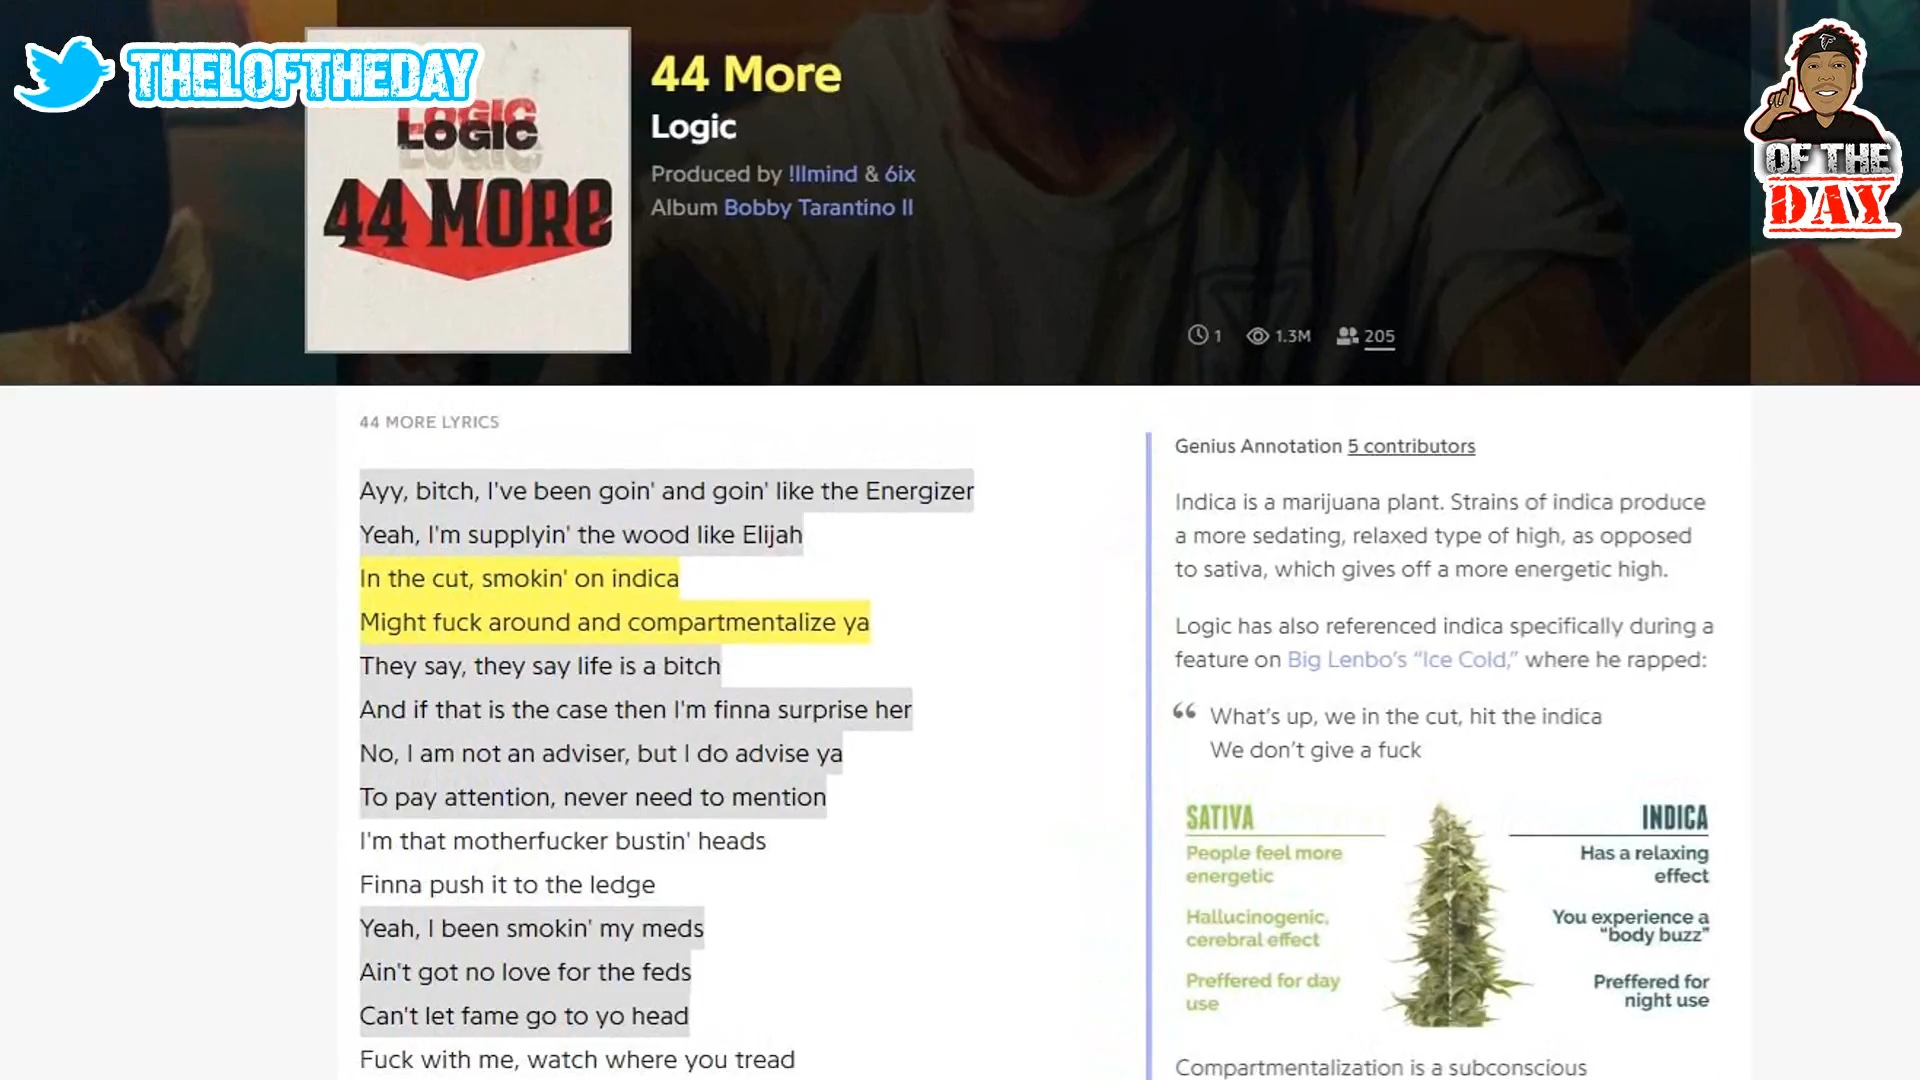 THELOFTHEDAY
LOGIC
LOGIC
LOGIC
44 MORE
44 More
Logic
Produced by !llmind & 6ix
Album Bobby Tarantino II
1 1.3M 205
OF THE
DAY
44 MORE LYRICS
Ayy, bitch, I've been goin' and goin' like the Energizer
Yeah, I'm supplyin' the wood like Elijah
In the cut, smokin' on indica
Might fuck around and compartmentalize ya
They say, they say life is a bitch
And if that is the case then I'm finna surprise her
No, I am not an adviser, but I do advise ya
To pay attention, never need to mention
I'm that motherfucker bustin' heads
Finna push it to the ledge
Yeah, I been smokin' my meds
Ain't got no love for the feds
Can't let fame go to yo head
Fuck with me, watch where you tread
Genius Annotation 5 contributors
Indica is a marijuana plant. Strains of indica produce
a more sedating, relaxed type of high, as opposed
to sativa, which gives off a more energetic high.
Logic has also referenced indica specifically during a
feature on Big Lenbo's “Ice Cold,” where he rapped:
“ What's up, we in the cut, hit the indica
We don't give a fuck
SATIVA
People feel more
energetic
Hallucinogenic,
cerebral effect
Preffered for day
use
INDICA
Has a relaxing
effect
You experience a
“body buzz”
Preffered for
night use
Compartmentalization is a subconscious